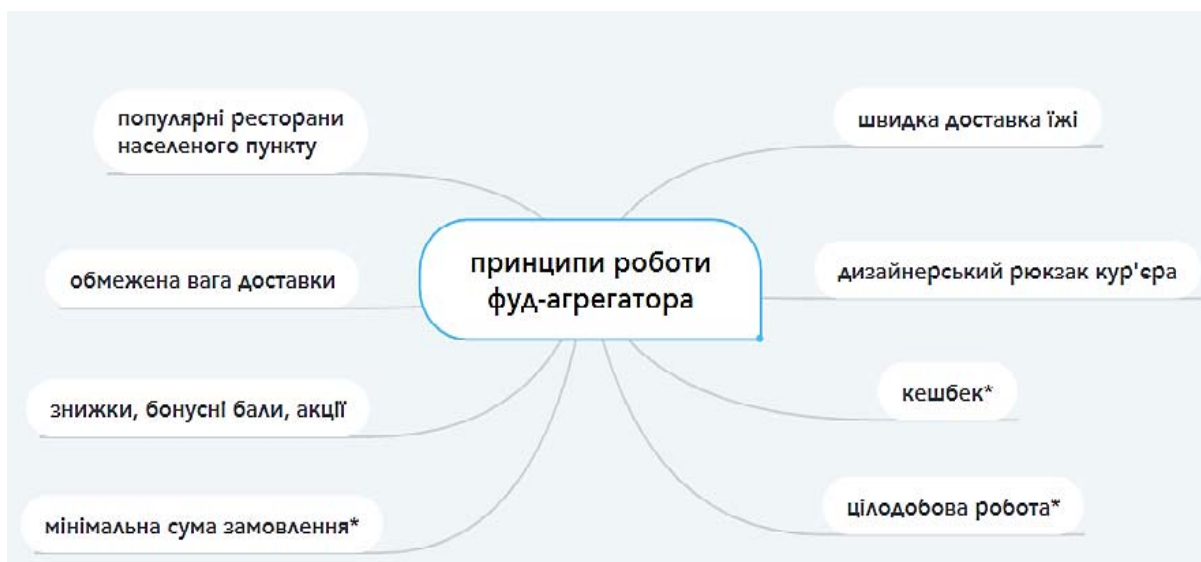 популярні ресторани
населеного пункту
швидка доставка їжі
принципи роботи
фуд-агрегатора
обмежена вага доставки
дизайнерський рюкзак кур'єра
знижки, бонусні бали, акції
кешбек*
мінімальна сума замовлення*
цілодобова робота*